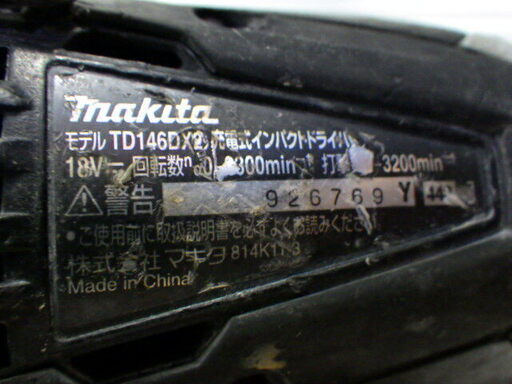 makita
モデル TD146DX2 充電式インパクトドライバ
18V 回転数 300min 打 -3200min
警告 926769 Y
・ご使用前に取扱説明書を必ずよくお読みください
株式会社 マキタ 814K11-3
Made in China